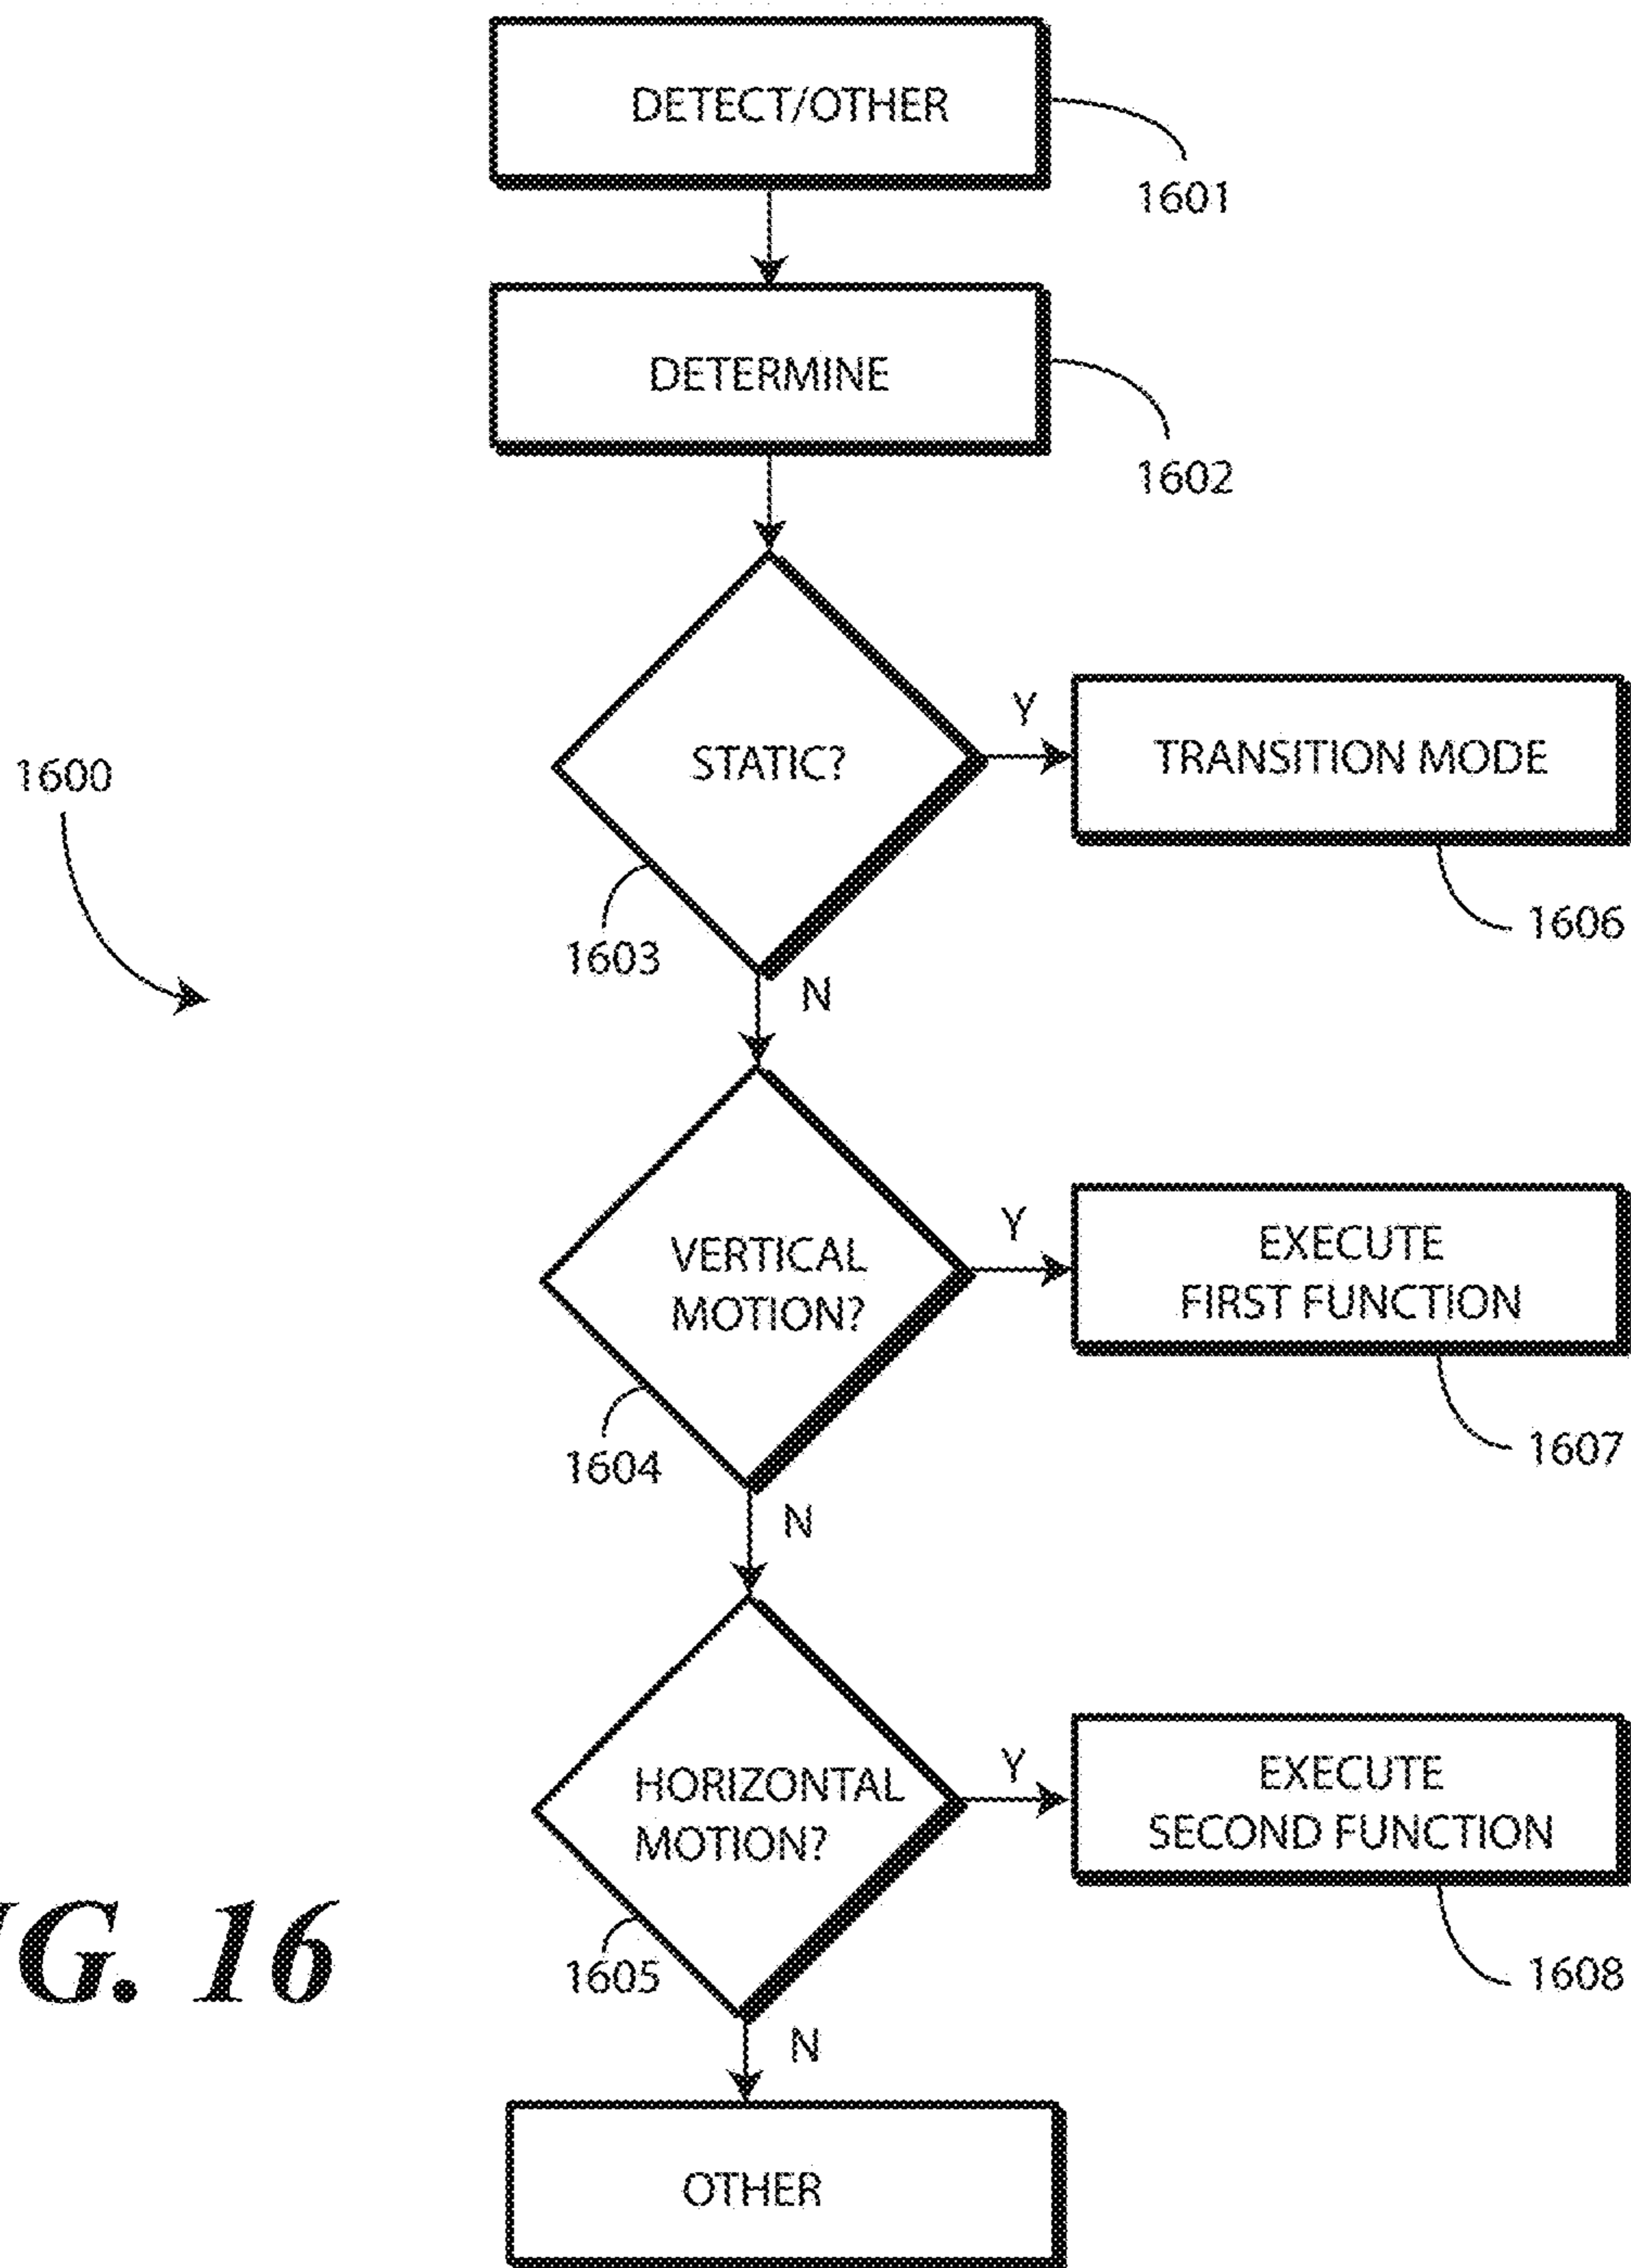 DETECT/OTHER
1601
DETERMINE
1602
STATIC?
Y
TRANSITION MODE
1600
1603
1606
N
VERTICAL
MOTION?
Y
EXECUTE
FIRST FUNCTION
1604
1607
N
HORIZONTAL
MOTION?
Y
EXECUTE
SECOND FUNCTION
1605
1608
G. 16
N
OTHER